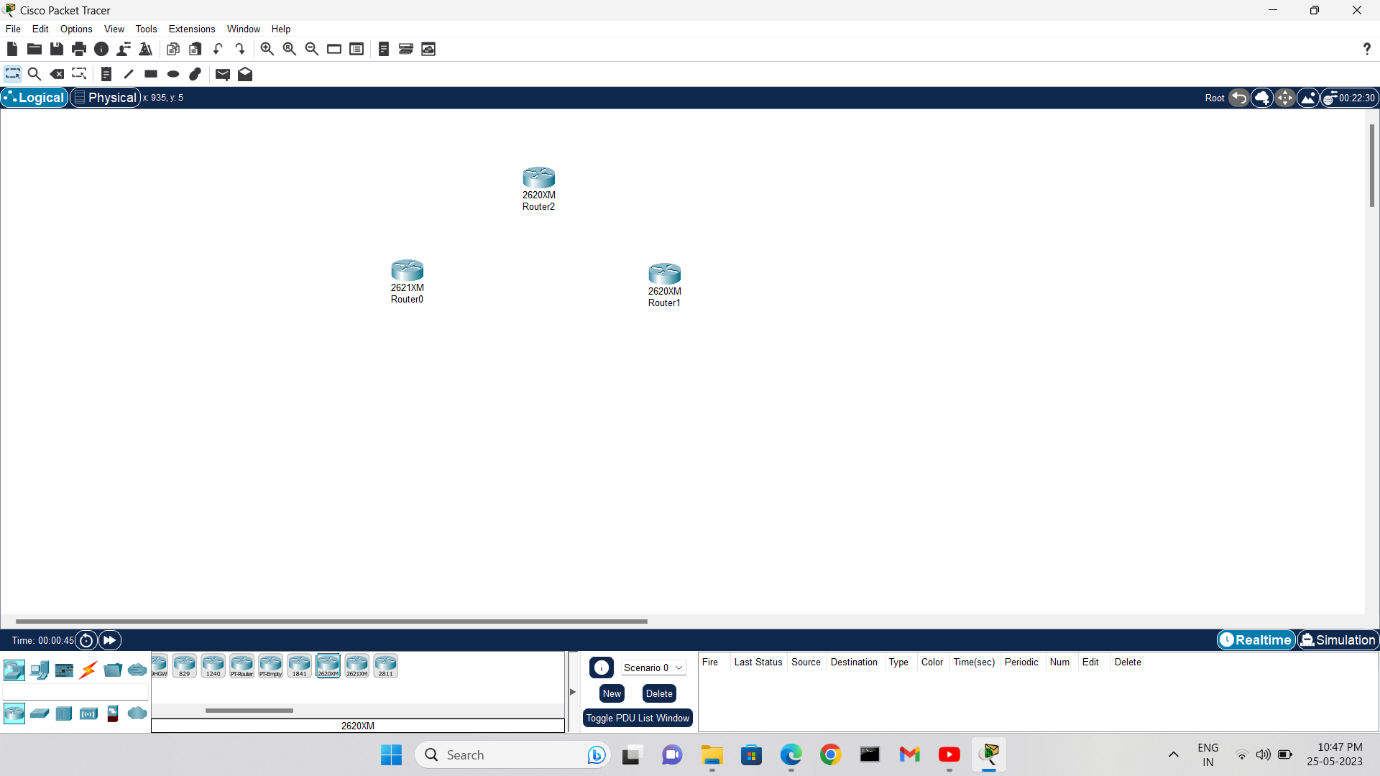 Cisco Packet Tracer
File Edit Options View Tools Extensions Window Help
?
Logical Physical x: 935, y: 5 Root 00:22:30
2620XM
Router2
2621XM
Router0
2620XM
Router1
Time: 00:00:45 Realtime Simulation
829 1240 PT-Router PT-Empty 1841 2620XM 2621XM 2811
2620XM
Scenario 0
New Delete
Toggle PDU List Window
Fire Last Status Source Destination Type Color Time(sec) Periodic Num Edit Delete
Search
ENG
IN
10:47 PM
25-05-2023